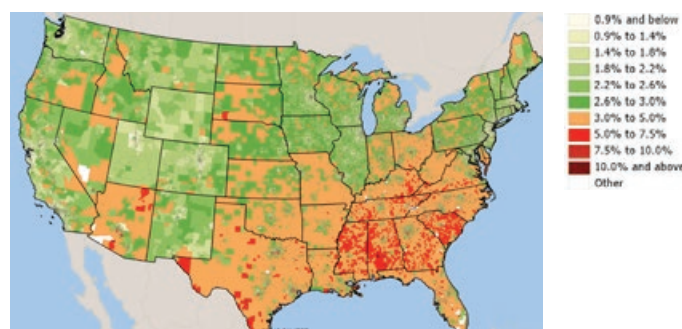 0.9% and below
0.9% to 1.4%
1.4% to 1.8%
1.8% to 2.2%
2.2% to 2.6%
2.6% to 3.0%
3.0% to 5.0%
5.0% to 7.5%
7.5% to 10.0%
10.0% and above
Other